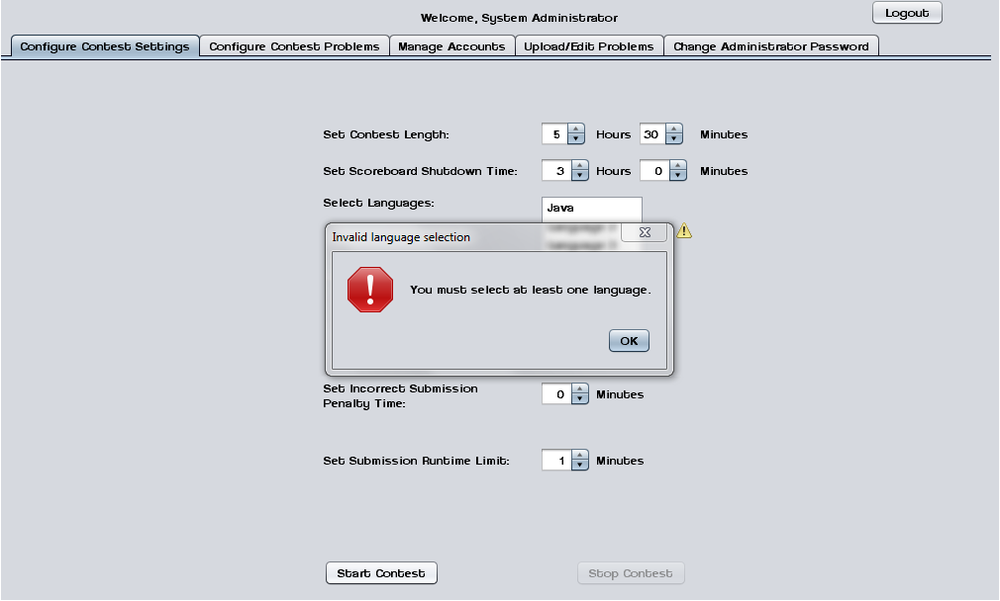 Welcome, System Administrator
Logout
Configure Contest Settings
Configure Contest Problems
Manage Accounts
Upload/Edit Problems
Change Administrator Password
Set Contest Length: 5 Hours 30 Minutes
Set Scoreboard Shutdown Time: 3 Hours 0 Minutes
Select Languages:
Java
Invalid language selection
You must select at least one language.
OK
Set Incorrect Submission
Penalty Time:
0 Minutes
Set Submission Runtime Limit: 1 Minutes
Start Contest
Stop Contest